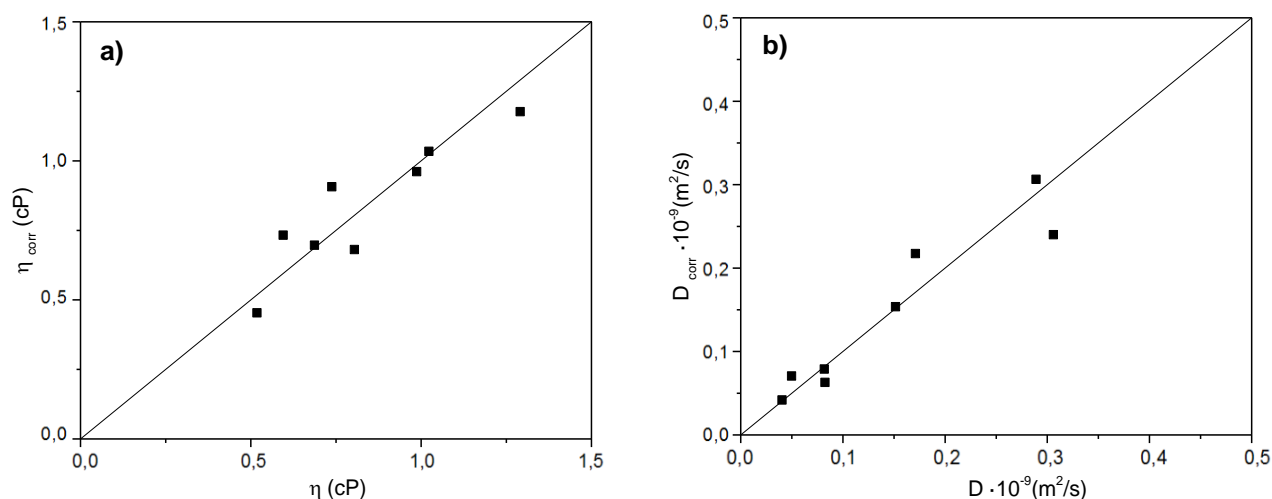 a)
1,5
1,0
0,5
0,0
η corr (cP)
0,0 0,5 1,0 1,5
η (cP)
b)
0,5
0,4
0,3
0,2
0,1
0,0
D corr ·10⁻⁹(m²/s)
0,0 0,1 0,2 0,3 0,4 0,5
D ·10⁻⁹(m²/s)